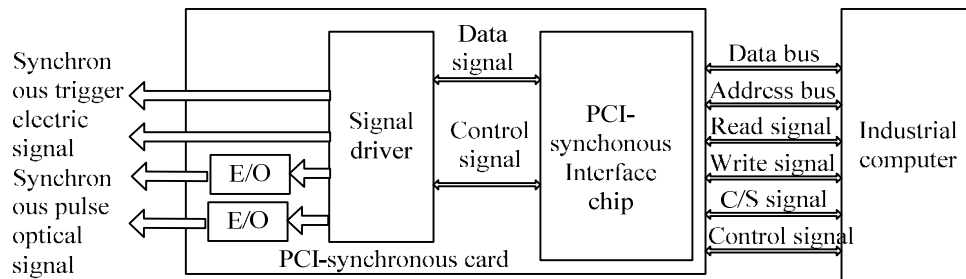 Synchron
ous trigger
electric
signal
Synchron
ous pulse
optical
signal
E/O
E/O
Signal
driver
Data
signal
Control
signal
PCI-
synchonous
Interface
chip
PCI-synchronous card
Data bus
Address bus
Read signal
Write signal
C/S signal
Control signal
Industrial
computer